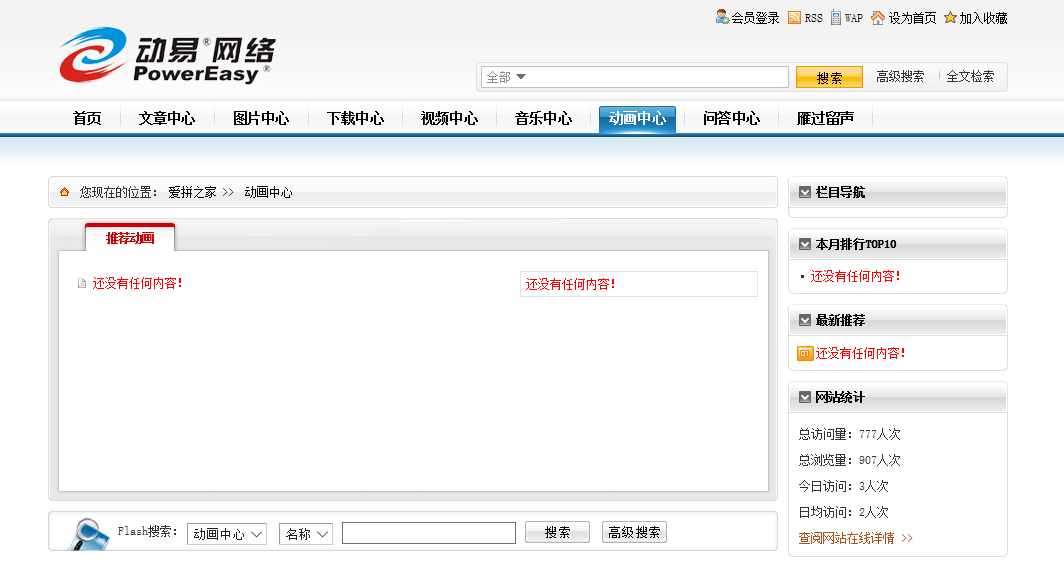 会员登录 RSS WAP 设为首页 加入收藏
动易®网络
PowerEasy®
全部 搜索 高级搜索 全文检索
首页 文章中心 图片中心 下载中心 视频中心 音乐中心 动画中心 问答中心 雁过留声
您现在的位置： 爱拼之家 >> 动画中心
推荐动画
还没有任何内容！
还没有任何内容！
Flash搜索： 动画中心 名称 搜索 高级搜索
栏目导航
本月排行TOP10
还没有任何内容！
最新推荐
01 还没有任何内容！
网站统计
总访问量：777人次
总浏览量：907人次
今日访问：3人次
日均访问：2人次
查阅网站在线详情 >>